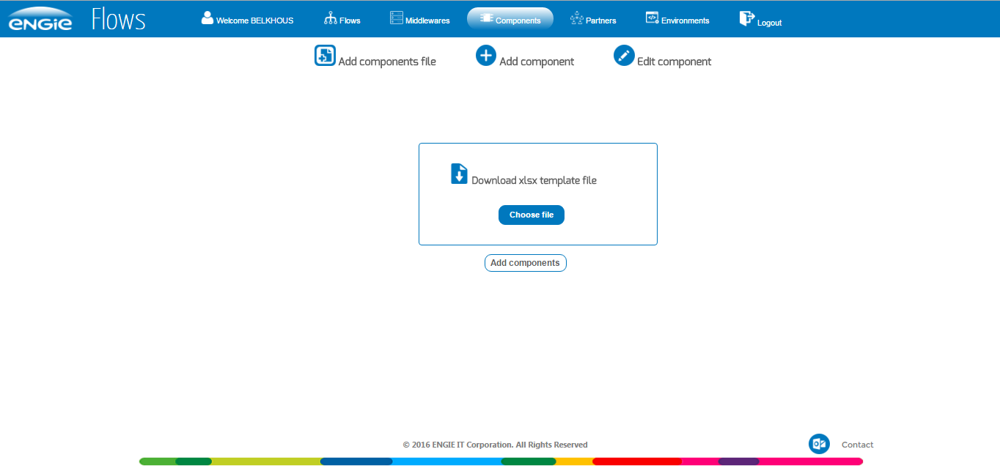 ENGIE Flows Welcome BELKHOUS Flows Middlewares Components Partners Environments Logout
Add components file Add component Edit component
Download xlsx template file
Choose file
Add components
© 2016 ENGIE IT Corporation. All Rights Reserved Contact